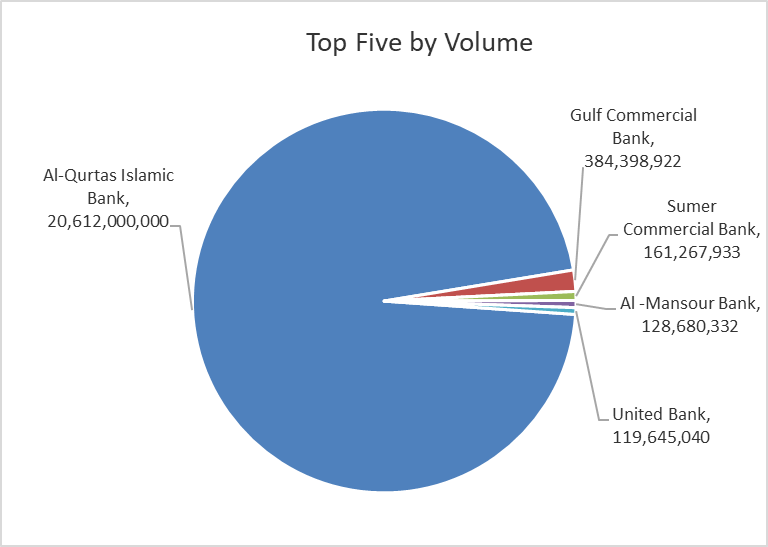 Top Five by Volume
Gulf Commercial
Bank,
384,398,922
Al-Qurtas Islamic
Bank,
20,612,000,000
Sumer
Commercial Bank,
161,267,933
Al -Mansour Bank,
128,680,332
United Bank,
119,645,040